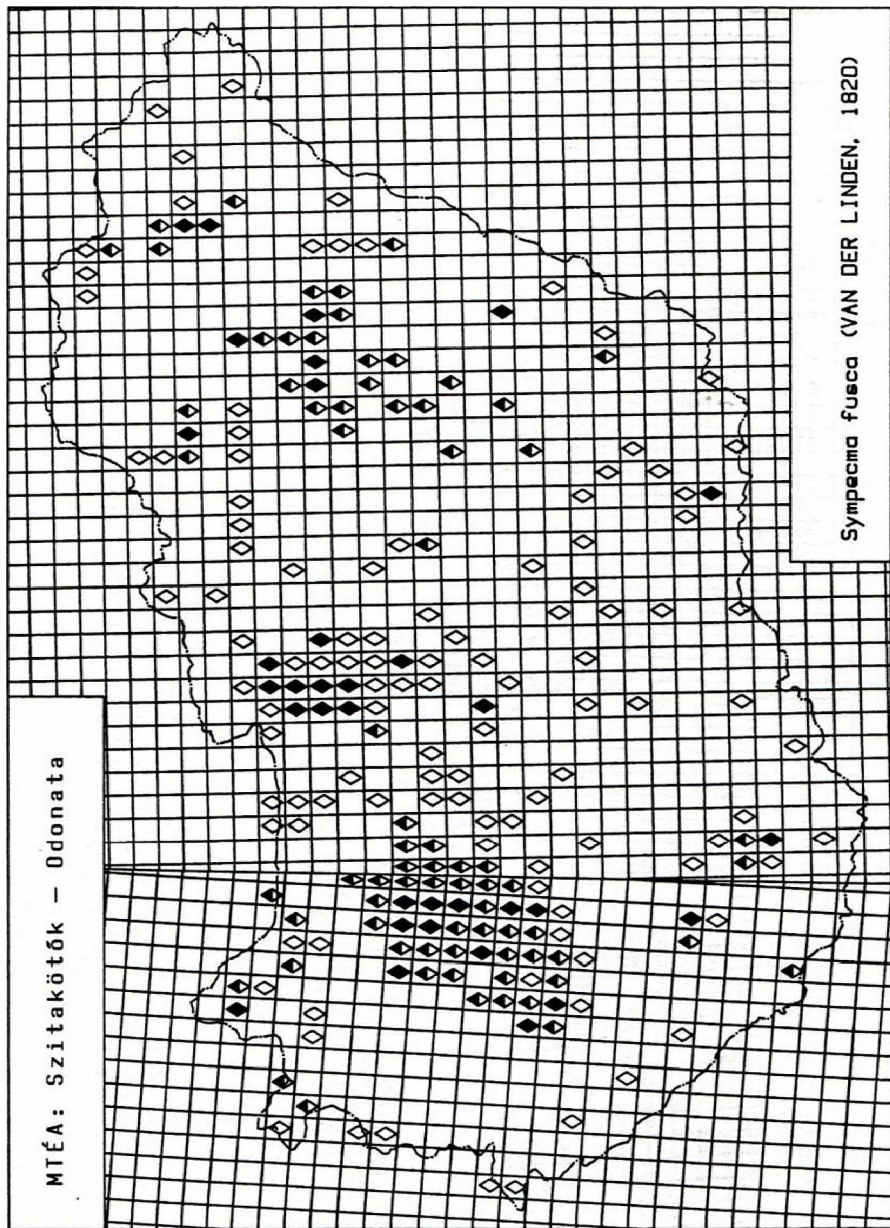 MTÉA: Szitakötők — Odonata
Sympecma fusca (VAN DER LINDEN, 1820)